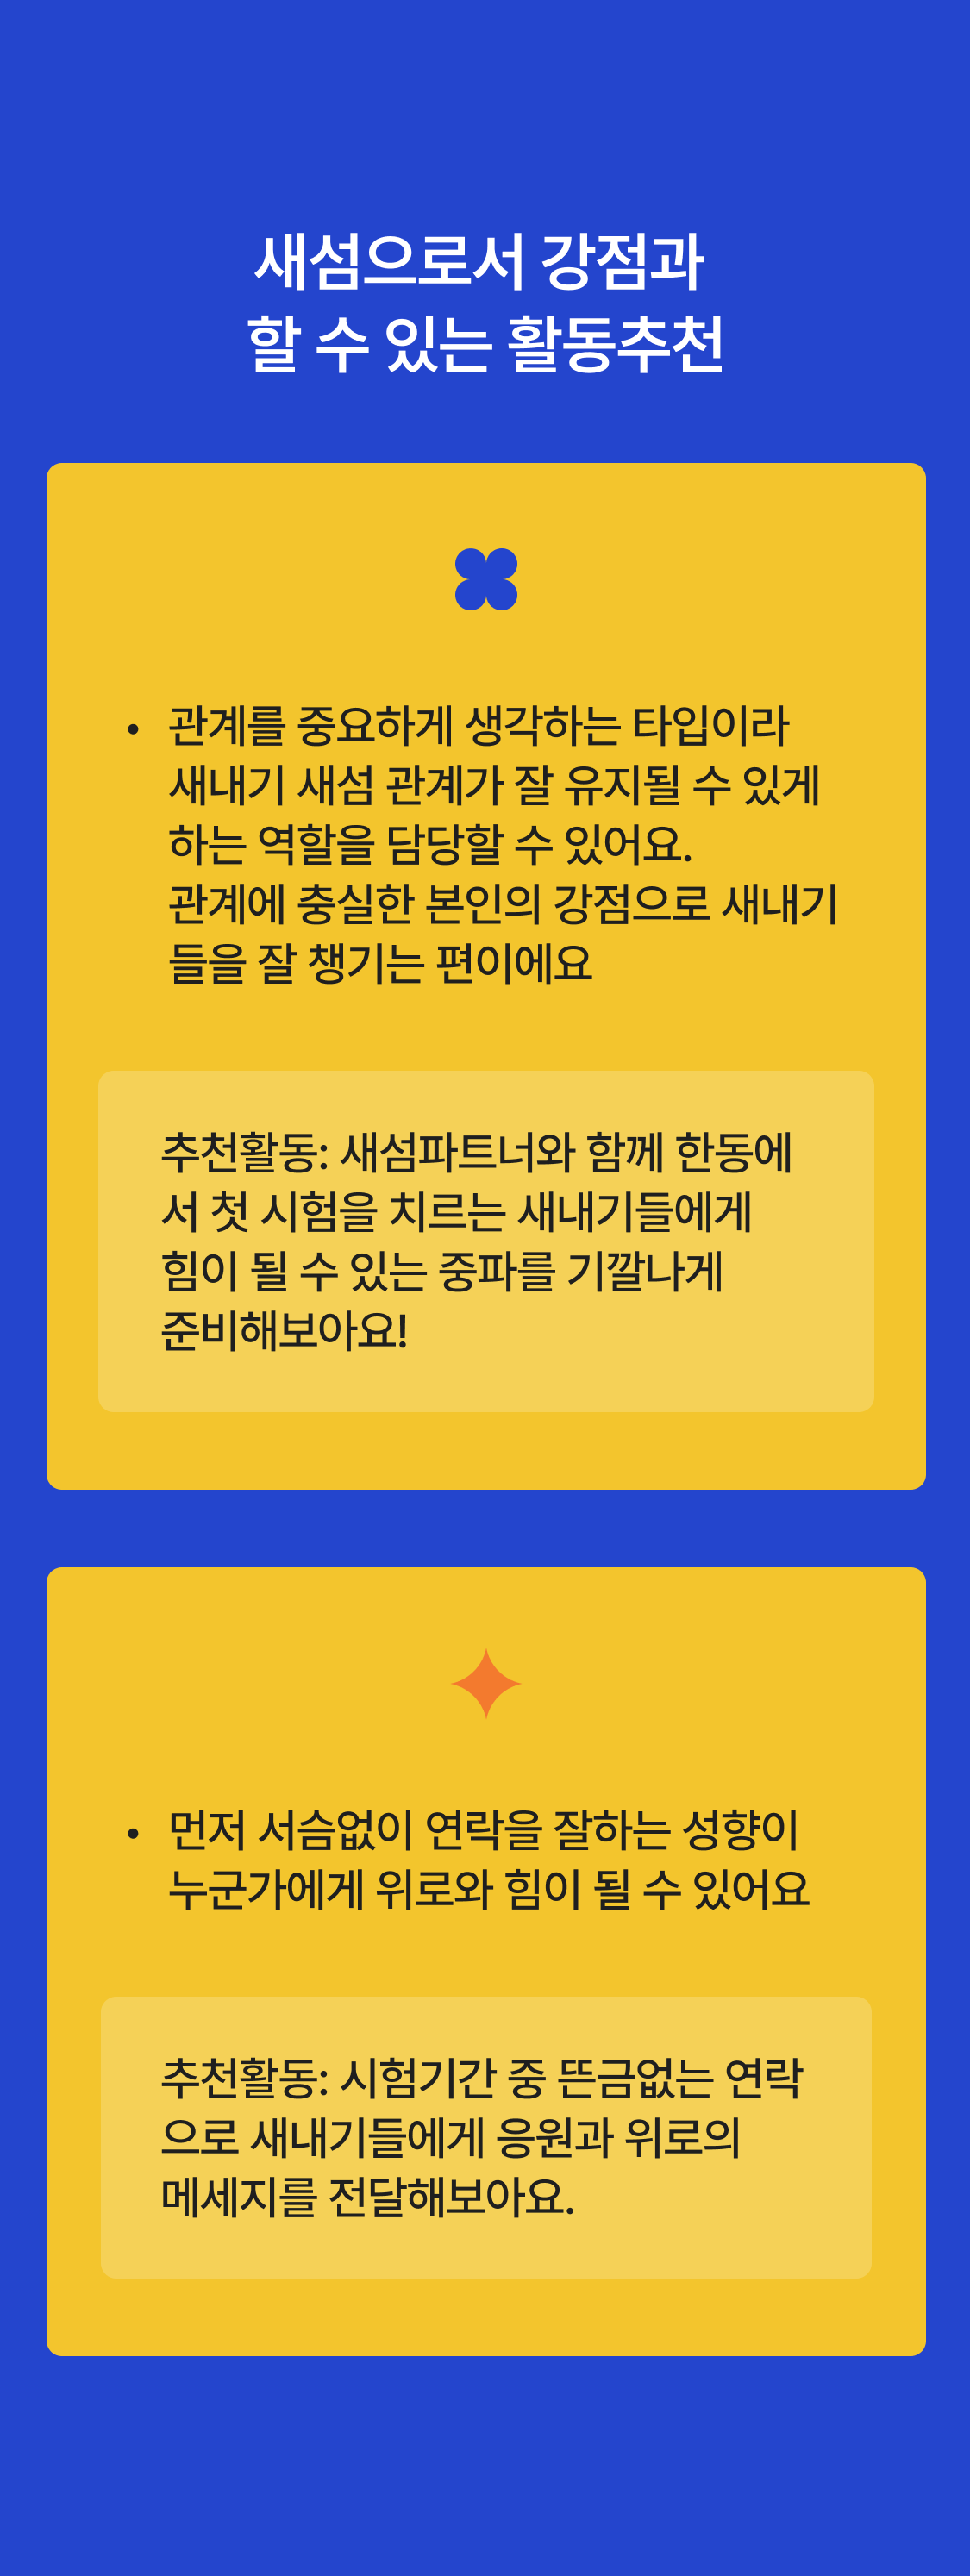 새섬으로서 강점과
할 수 있는 활동추천
• 관계를 중요하게 생각하는 타입이라
새내기 새섬 관계가 잘 유지될 수 있게
하는 역할을 담당할 수 있어요.
관계에 충실한 본인의 강점으로 새내기
들을 잘 챙기는 편이에요
추천활동: 새섬파트너와 함께 한동에
서 첫 시험을 치르는 새내기들에게
힘이 될 수 있는 중파를 기깔나게
준비해보아요!
• 먼저 서슴없이 연락을 잘하는 성향이
누군가에게 위로와 힘이 될 수 있어요
추천활동: 시험기간 중 뜬금없는 연락
으로 새내기들에게 응원과 위로의
메세지를 전달해보아요.